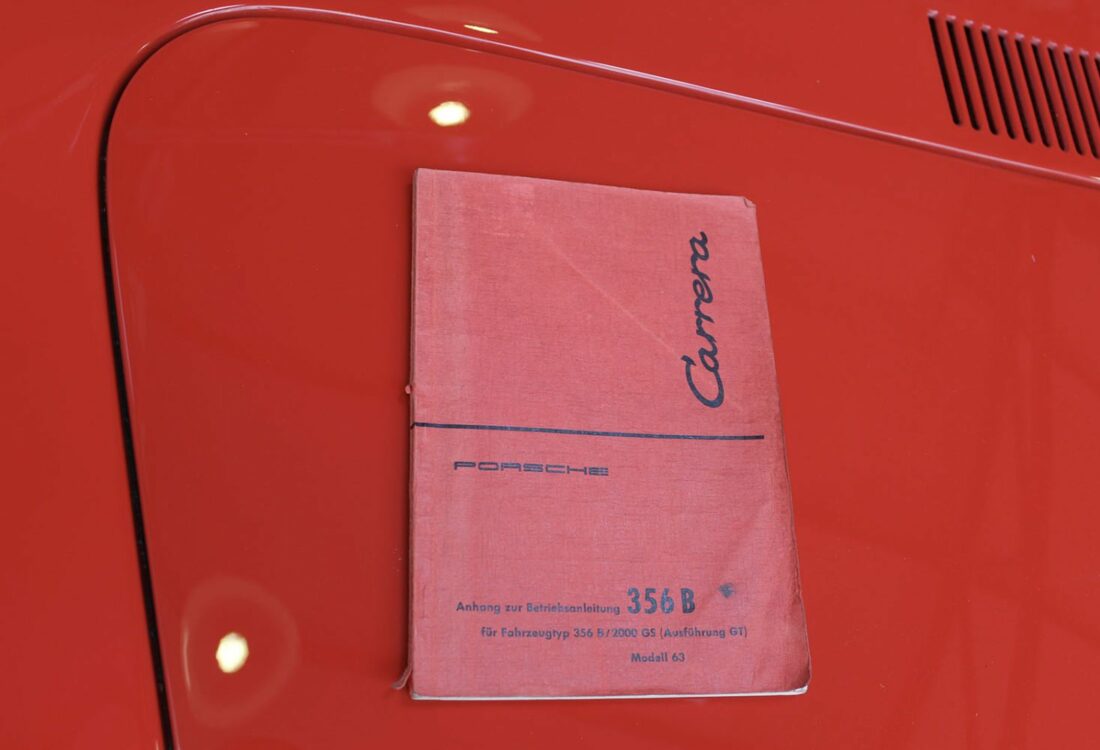 Carrera
PORSCHE
Anhang zur Betriebsanleitung 356 B
für Fahrzeugtyp 356 B/2000 GS (Ausführung GT)
Modell 63